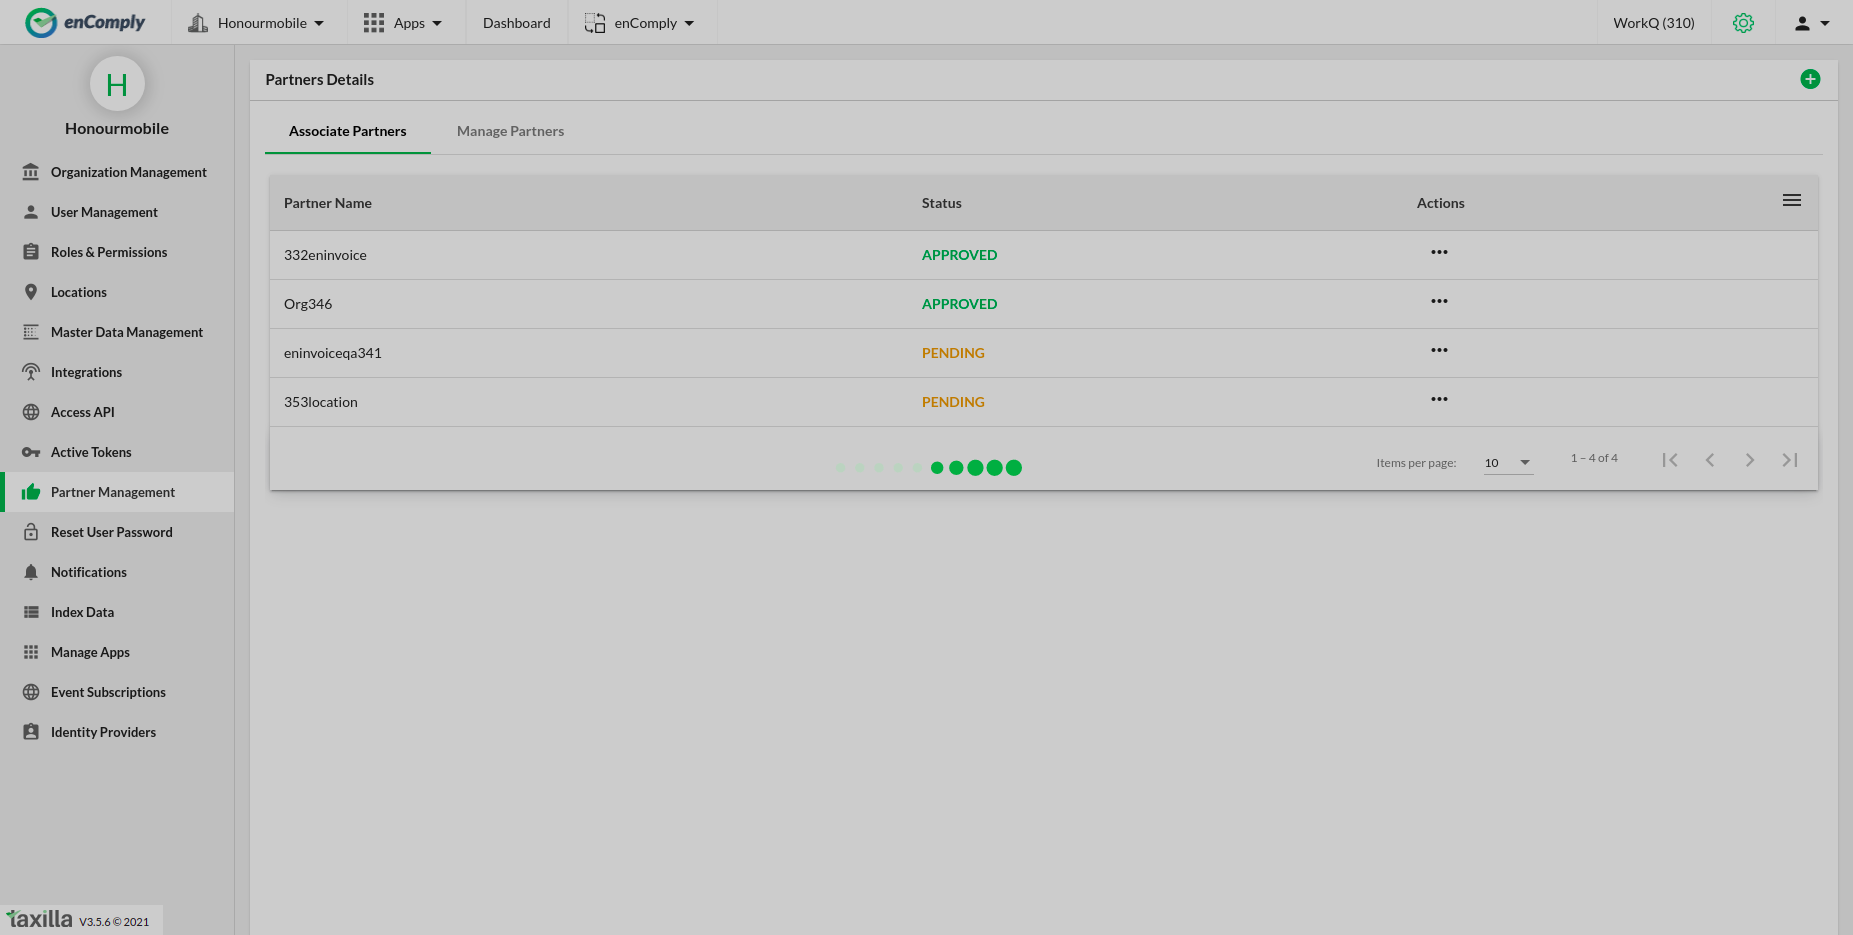 enComply
Honourmobile
Apps
Dashboard
enComply
WorkQ (310)
H
Honourmobile
Organization Management
User Management
Roles & Permissions
Locations
Master Data Management
Integrations
Access API
Active Tokens
Partner Management
Reset User Password
Notifications
Index Data
Manage Apps
Event Subscriptions
Identity Providers
taxilla V3.5.6 © 2021
Partners Details
Associate Partners Manage Partners
Partner Name Status Actions
332eninvoice APPROVED
Org346 APPROVED
eninvoiceqa341 PENDING
353location PENDING
Items per page: 10 1 – 4 of 4